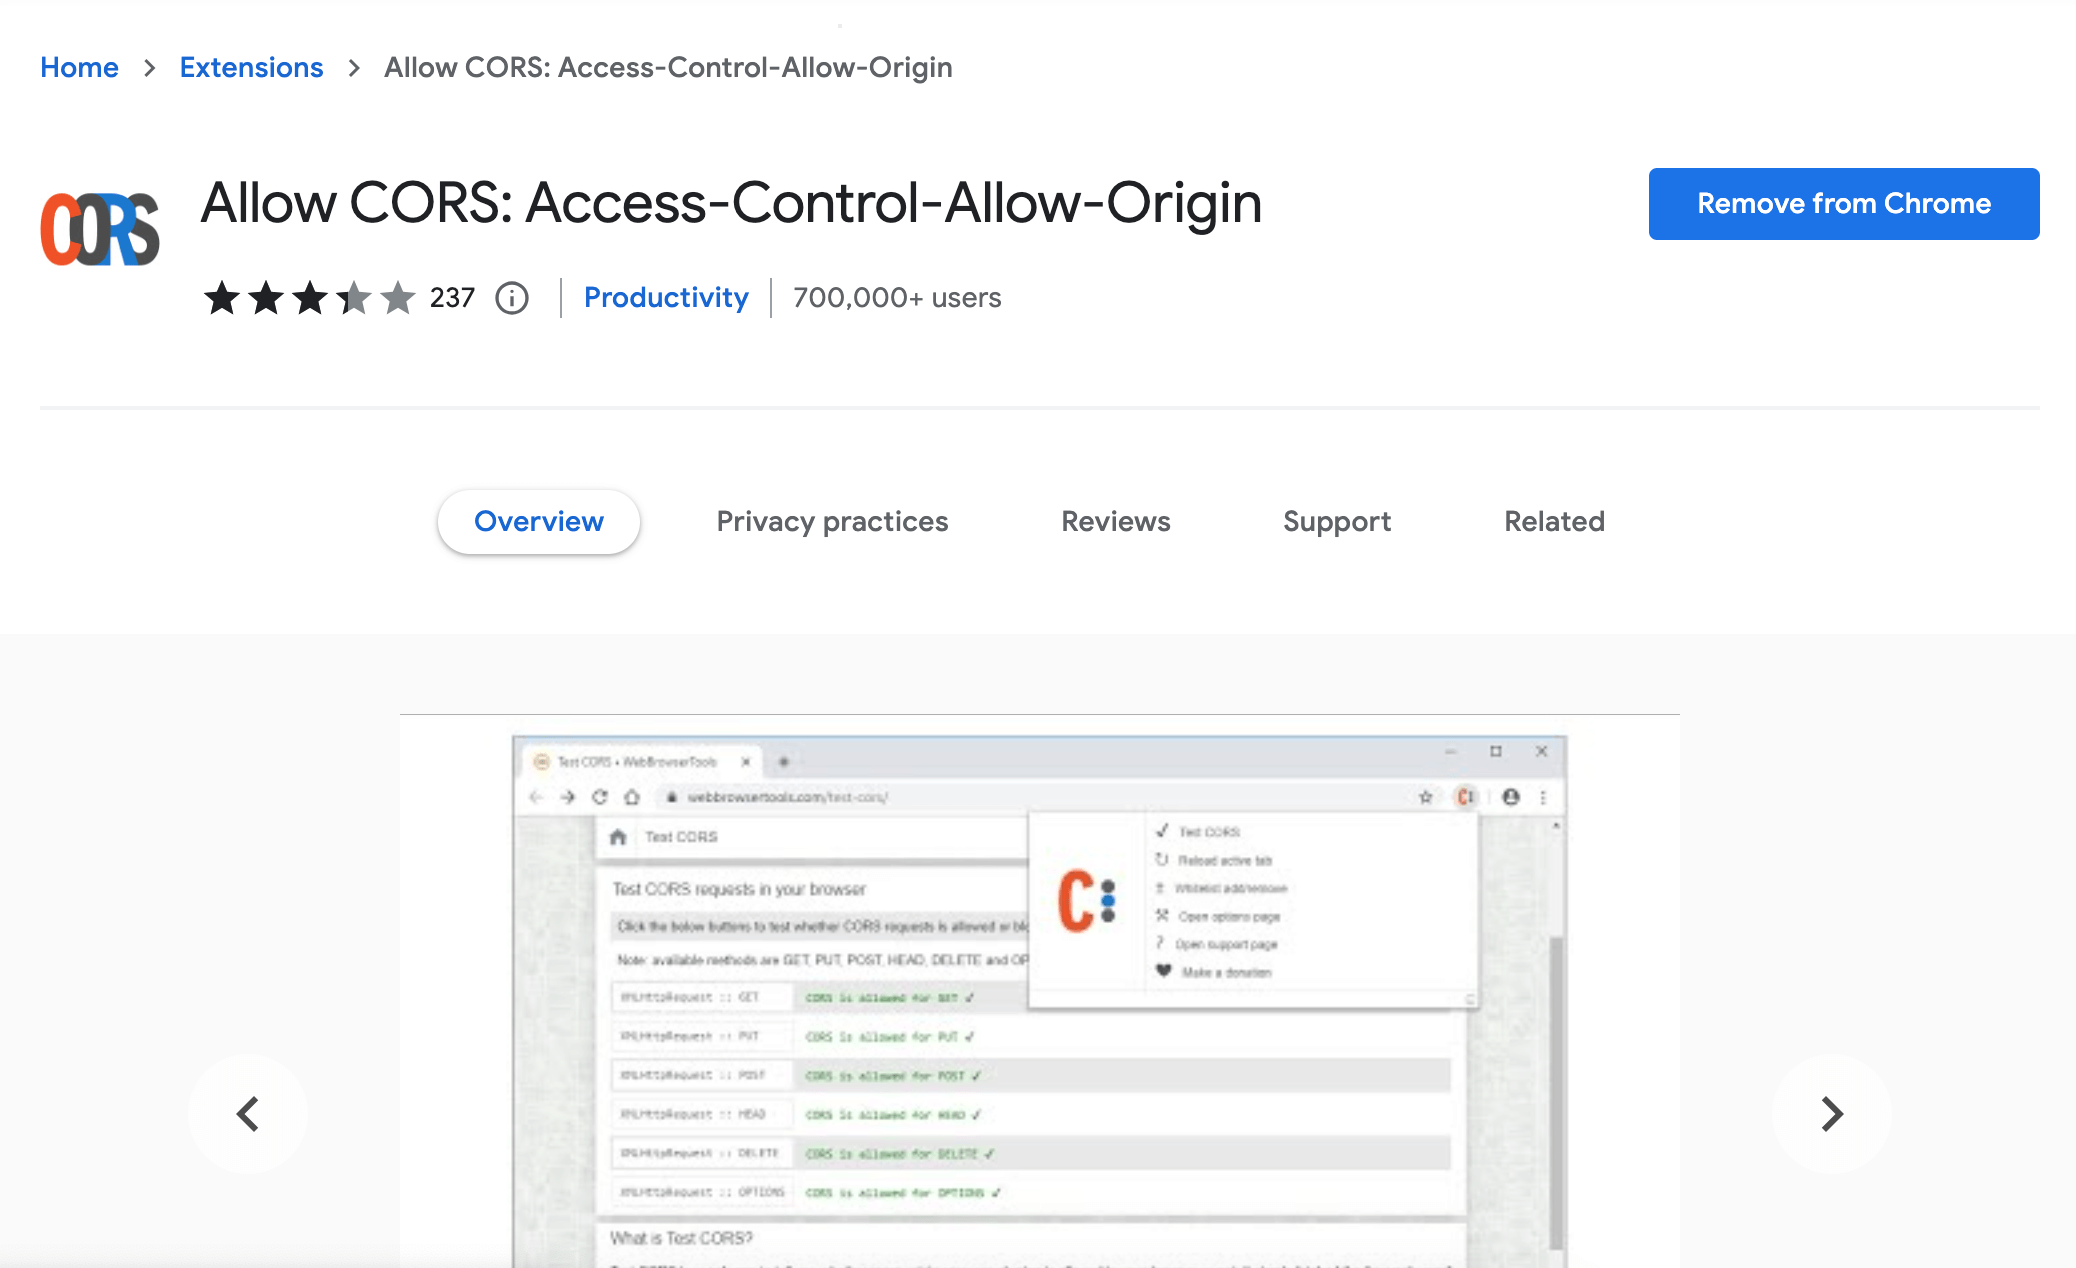 Home > Extensions > Allow CORS: Access-Control-Allow-Origin
CORS
Allow CORS: Access-Control-Allow-Origin
Remove from Chrome
237
Productivity
700,000+ users
Overview
Privacy practices
Reviews
Support
Related
Test CORS • WebBrowserTools
webbrowsertools.com/test-cors/
Test CORS
C
Test CORS
Reload active tab
Whitelist add/remove
Open options page
Open support page
Make a donation
Test CORS requests in your browser
Click the below buttons to test whether CORS requests is allowed or
Note: available methods are GET, PUT, POST, HEAD, DELETE and OP
XMLHttpRequest :: GET CORS is allowed for GET ✓
XMLHttpRequest :: PUT CORS is allowed for PUT ✓
XMLHttpRequest :: POST CORS is allowed for POST ✓
XMLHttpRequest :: HEAD CORS is allowed for HEAD ✓
XMLHttpRequest :: DELETE CORS is allowed for DELETE ✓
XMLHttpRequest :: OPTIONS CORS is allowed for OPTIONS ✓
What is Test CORS?